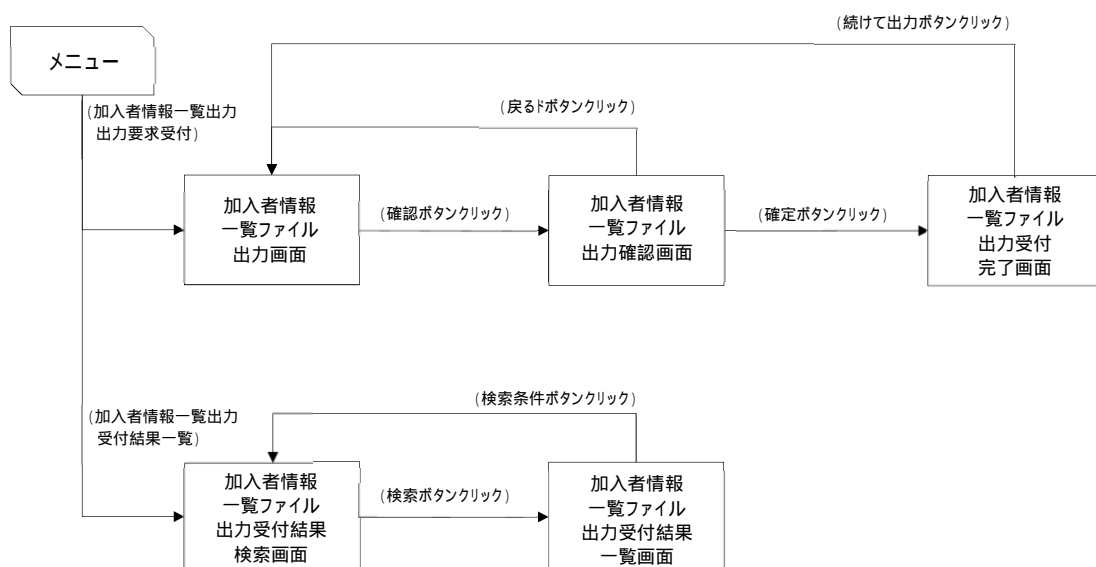 (続けて出力ボタンクリック)
メニュー
(加入者情報一覧出力
出力要求受付)
(戻るドボタンクリック)
加入者情報
一覧ファイル
出力画面
(確認ボタンクリック)
加入者情報
一覧ファイル
出力確認画面
(確定ボタンクリック)
加入者情報
一覧ファイル
出力受付
完了画面
(加入者情報一覧出力
受付結果一覧)
(検索条件ボタンクリック)
加入者情報
一覧ファイル
出力受付結果
検索画面
(検索ボタンクリック)
加入者情報
一覧ファイル
出力受付結果
一覧画面